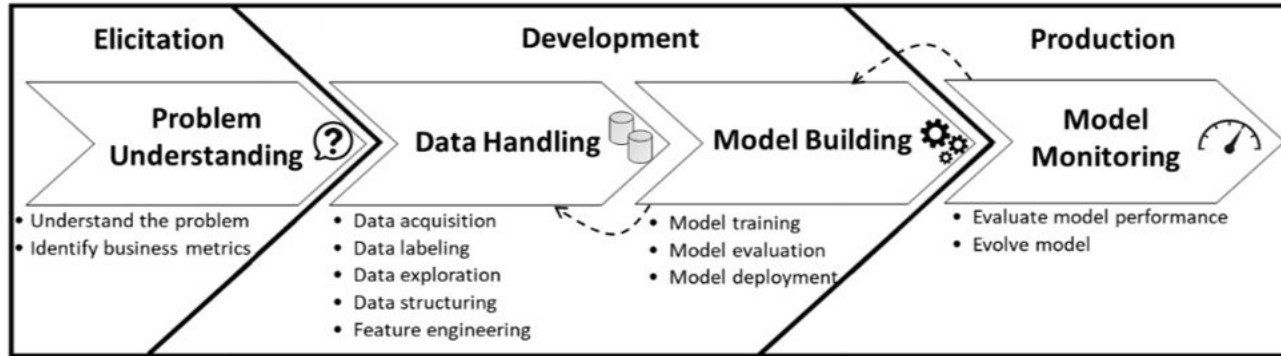 Elicitation
Development
Production
Problem
Understanding
?
Data Handling
Model Building
Model
Monitoring
• Understand the problem
• Identify business metrics
• Data acquisition
• Data labeling
• Data exploration
• Data structuring
• Feature engineering
• Model training
• Model evaluation
• Model deployment
• Evaluate model performance
• Evolve model